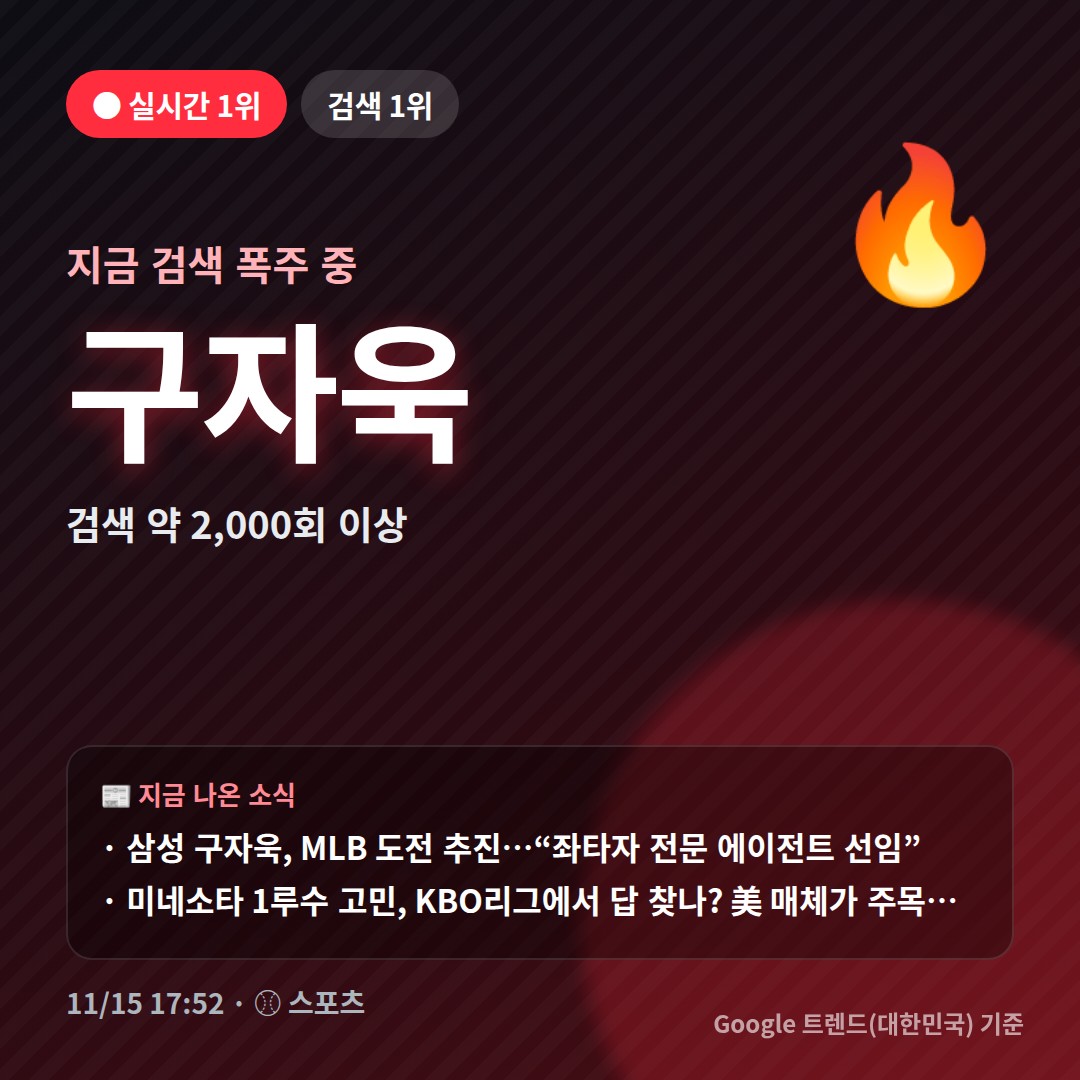 실시간 1위 검색 1위
지금 검색 폭주 중
구자욱
검색 약 2,000회 이상
지금 나온 소식
· 삼성 구자욱, MLB 도전 추진…“좌타자 전문 에이전트 선임”
· 미네소타 1루수 고민, KBO리그에서 답 찾나? 美 매체가 주목…
11/15 17:52 · ⚾ 스포츠
Google 트렌드(대한민국) 기준